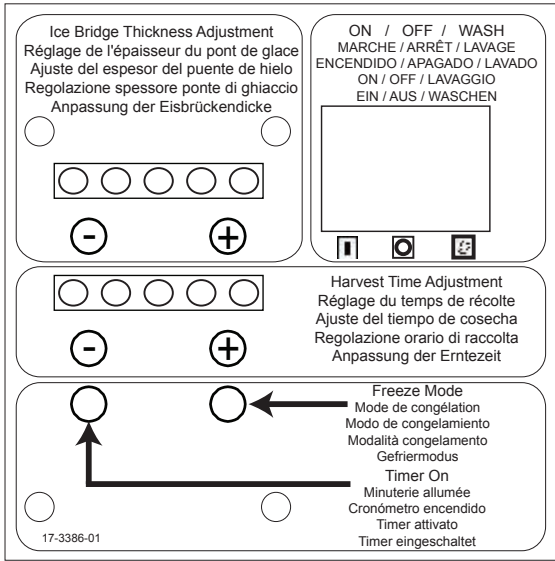 Ice Bridge Thickness Adjustment
Réglage de l'épaisseur du pont de glace
Ajuste del espesor del puente de hielo
Regolazione spessore ponte di ghiaccio
Anpassung der Eisbrückendicke
- +
ON / OFF / WASH
MARCHE / ARRÊT / LAVAGE
ENCENDIDO / APAGADO / LAVADO
ON / OFF / LAVAGGIO
EIN / AUS / WASCHEN
Harvest Time Adjustment
Réglage du temps de récolte
Ajuste del tiempo de cosecha
Regolazione orario di raccolta
Anpassung der Erntezeit
- +
Freeze Mode
Mode de congélation
Modo de congelamiento
Modalità congelamento
Gefriermodus
Timer On
Minuterie allumée
Cronómetro encendido
Timer attivato
Timer eingeschaltet
17-3386-01